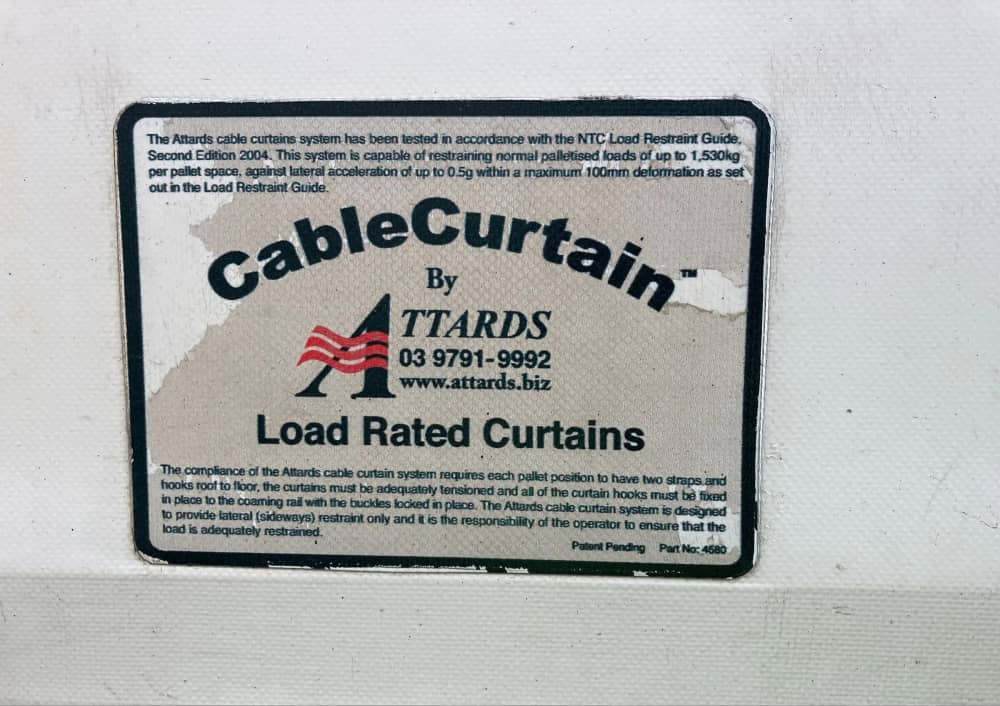 The Attards cable curtains system has been tested in accordance with the NTC Load Restraint Guide,
Second Edition 2004. This system is capable of restraining normal palletised loads of up to 1,530kg
per pallet space, against lateral acceleration of up to 0.5g within a maximum 100mm deformation as set
out in the Load Restraint Guide.
CableCurtain™
By
ATTARDS
03 9791-9992
www.attards.biz
Load Rated Curtains
The compliance of the Attards cable curtain system requires each pallet position to have two straps and
hooks roof to floor, the curtains must be adequately tensioned and all of the curtain hooks must be fixed
in place to the coaming rail with the buckles locked in place. The Attards cable curtain system is designed
to provide lateral (sideways) restraint only and it is the responsibility of the operator to ensure that the
load is adequately restrained.
Patent Pending Part No: 4580